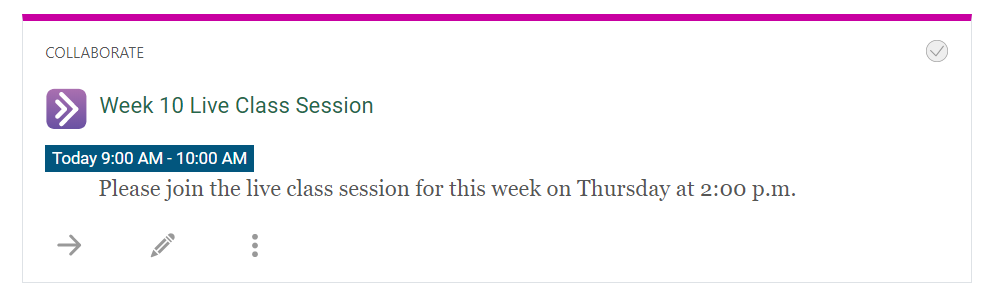 COLLABORATE
Week 10 Live Class Session
Today 9:00 AM - 10:00 AM
Please join the live class session for this week on Thursday at 2:00 p.m.